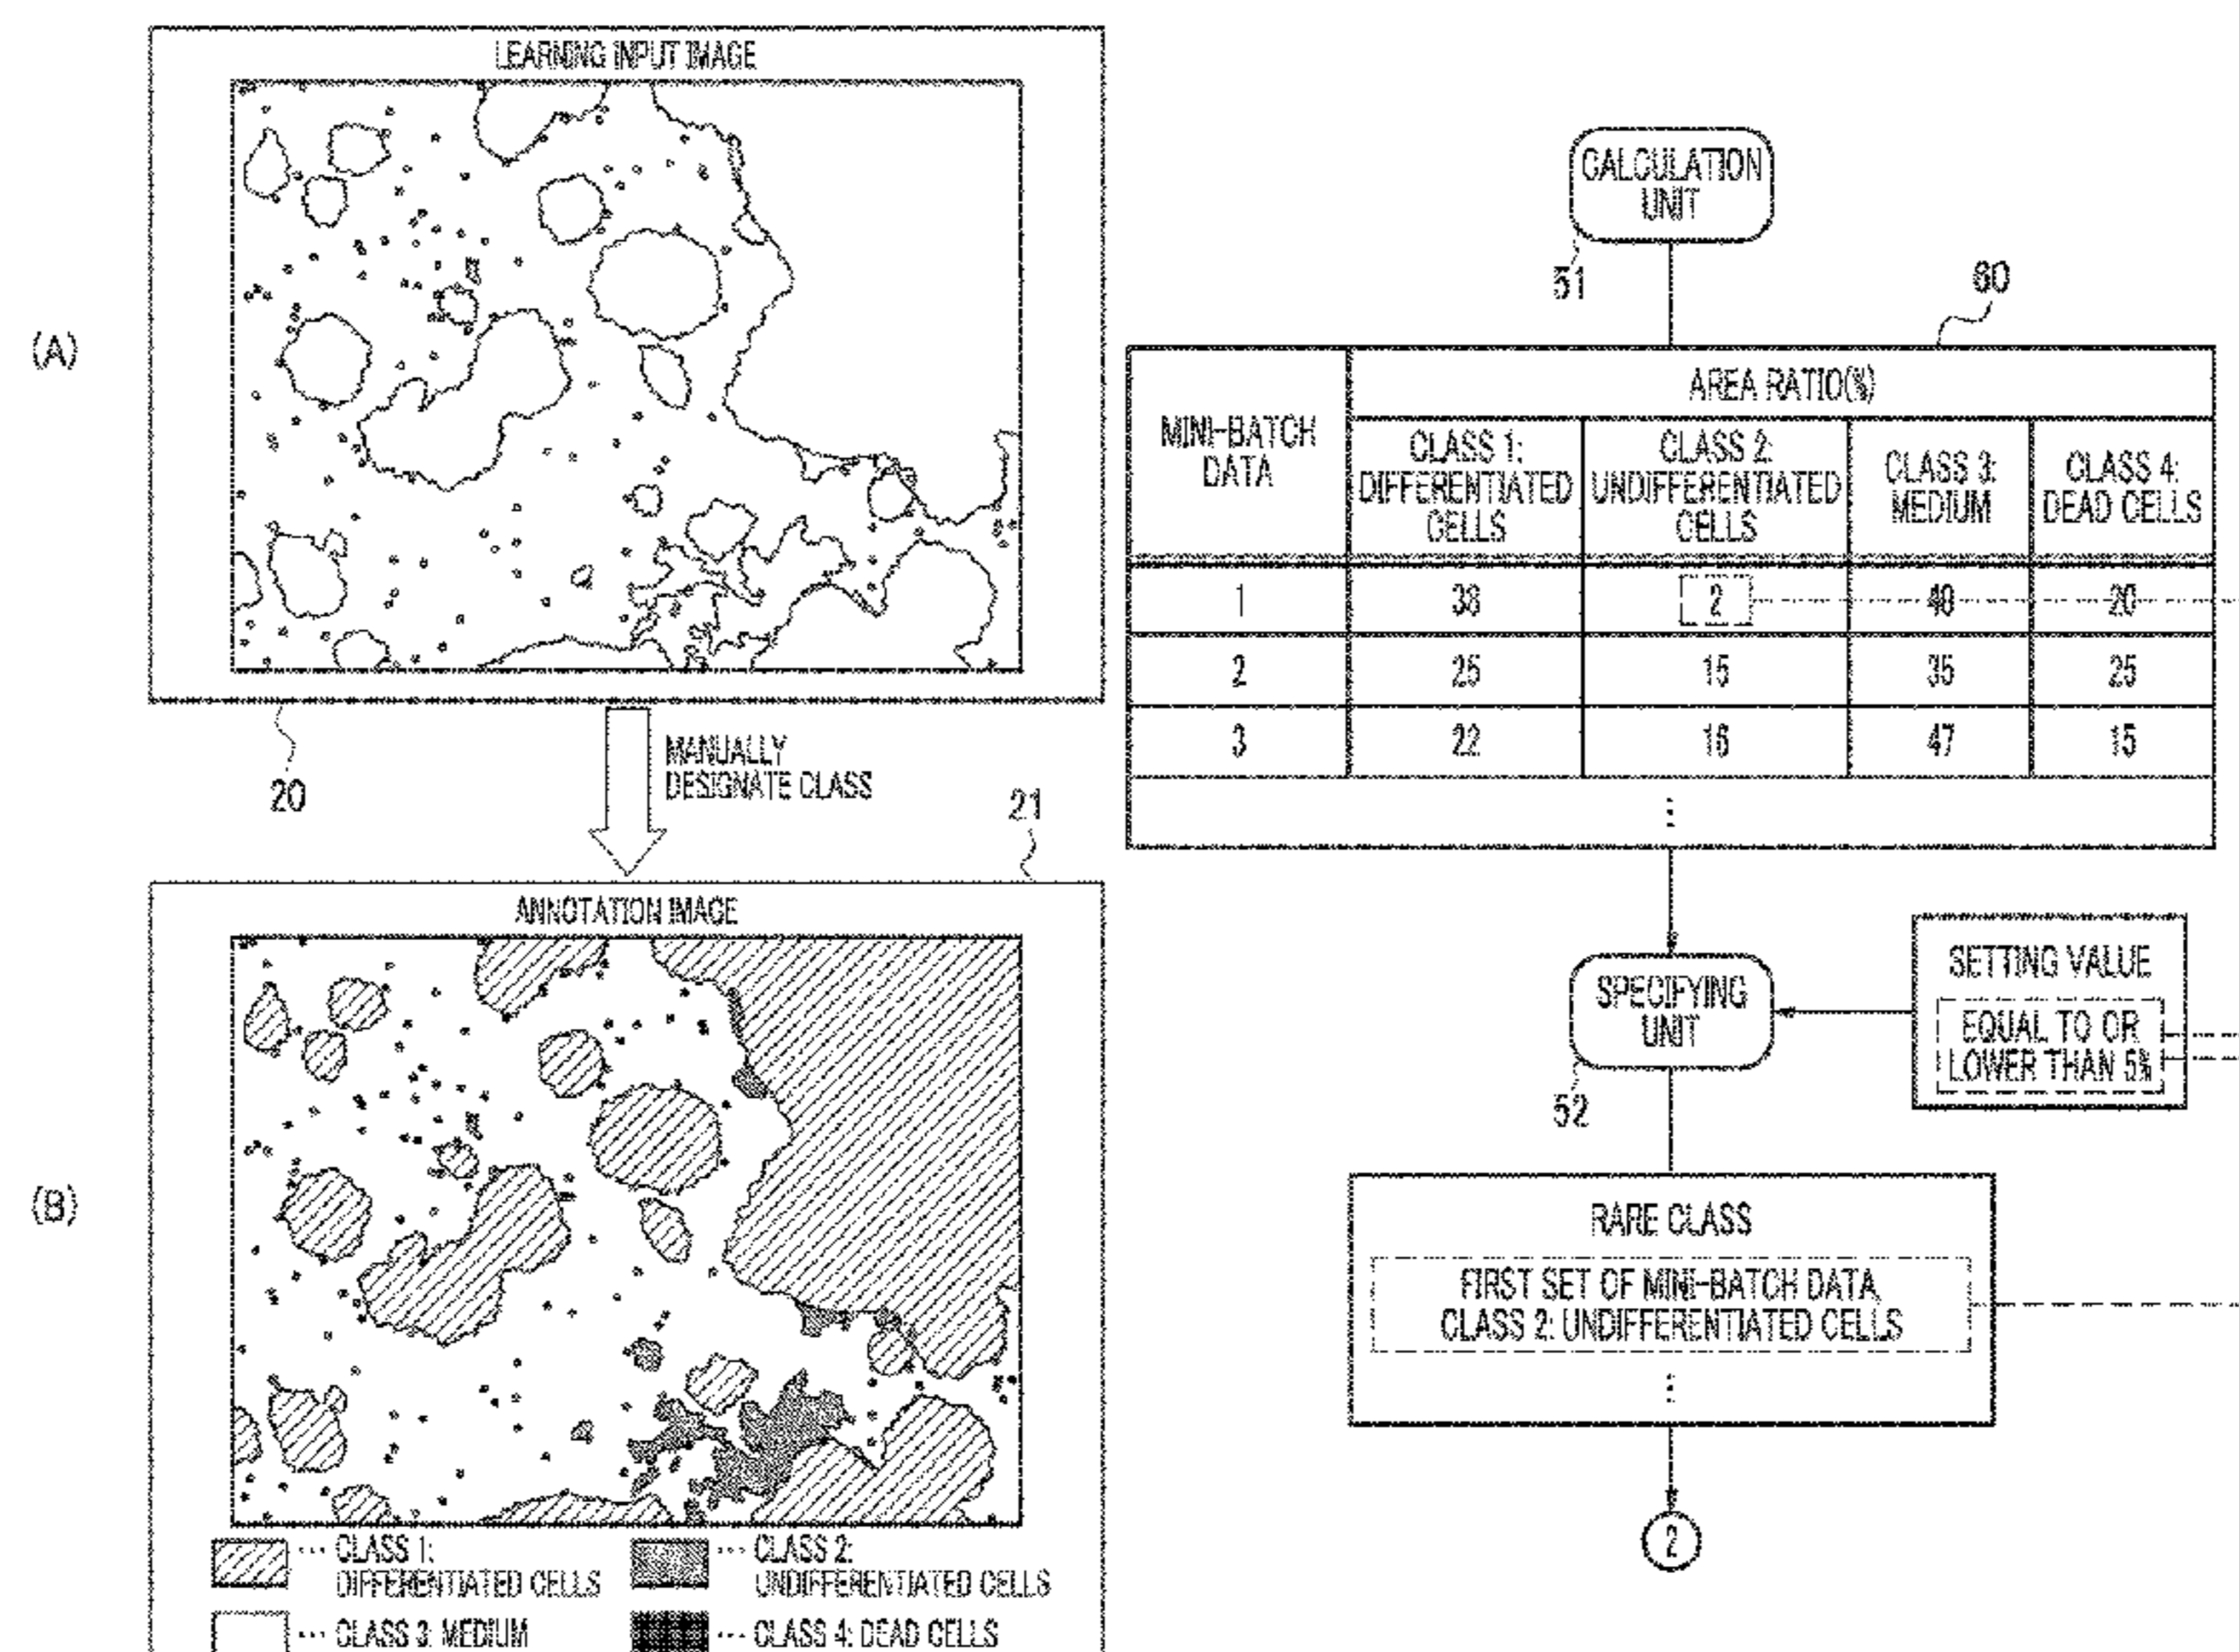 (A)
LEARNING INPUT IMAGE
20
MANUALLY
DESIGNATE CLASS
21
(B)
ANNOTATION IMAGE
··· CLASS 1:
DIFFERENTIATED CELLS
··· CLASS 2:
UNDIFFERENTIATED CELLS
··· CLASS 3: MEDIUM
··· CLASS 4: DEAD CELLS
CALCULATION
UNIT
51
60
MINI-BATCH
DATA
AREA RATIO(%)
CLASS 1:
DIFFERENTIATED
CELLS
CLASS 2:
UNDIFFERENTIATED
CELLS
CLASS 3:
MEDIUM
CLASS 4:
DEAD CELLS
1 38 2 40 20
2 25 15 35 25
3 22 16 47 15
⋮
SPECIFYING
UNIT
52
SETTING VALUE
EQUAL TO OR
LOWER THAN 5%
RARE CLASS
FIRST SET OF MINI-BATCH DATA,
CLASS 2: UNDIFFERENTIATED CELLS
⋮
2